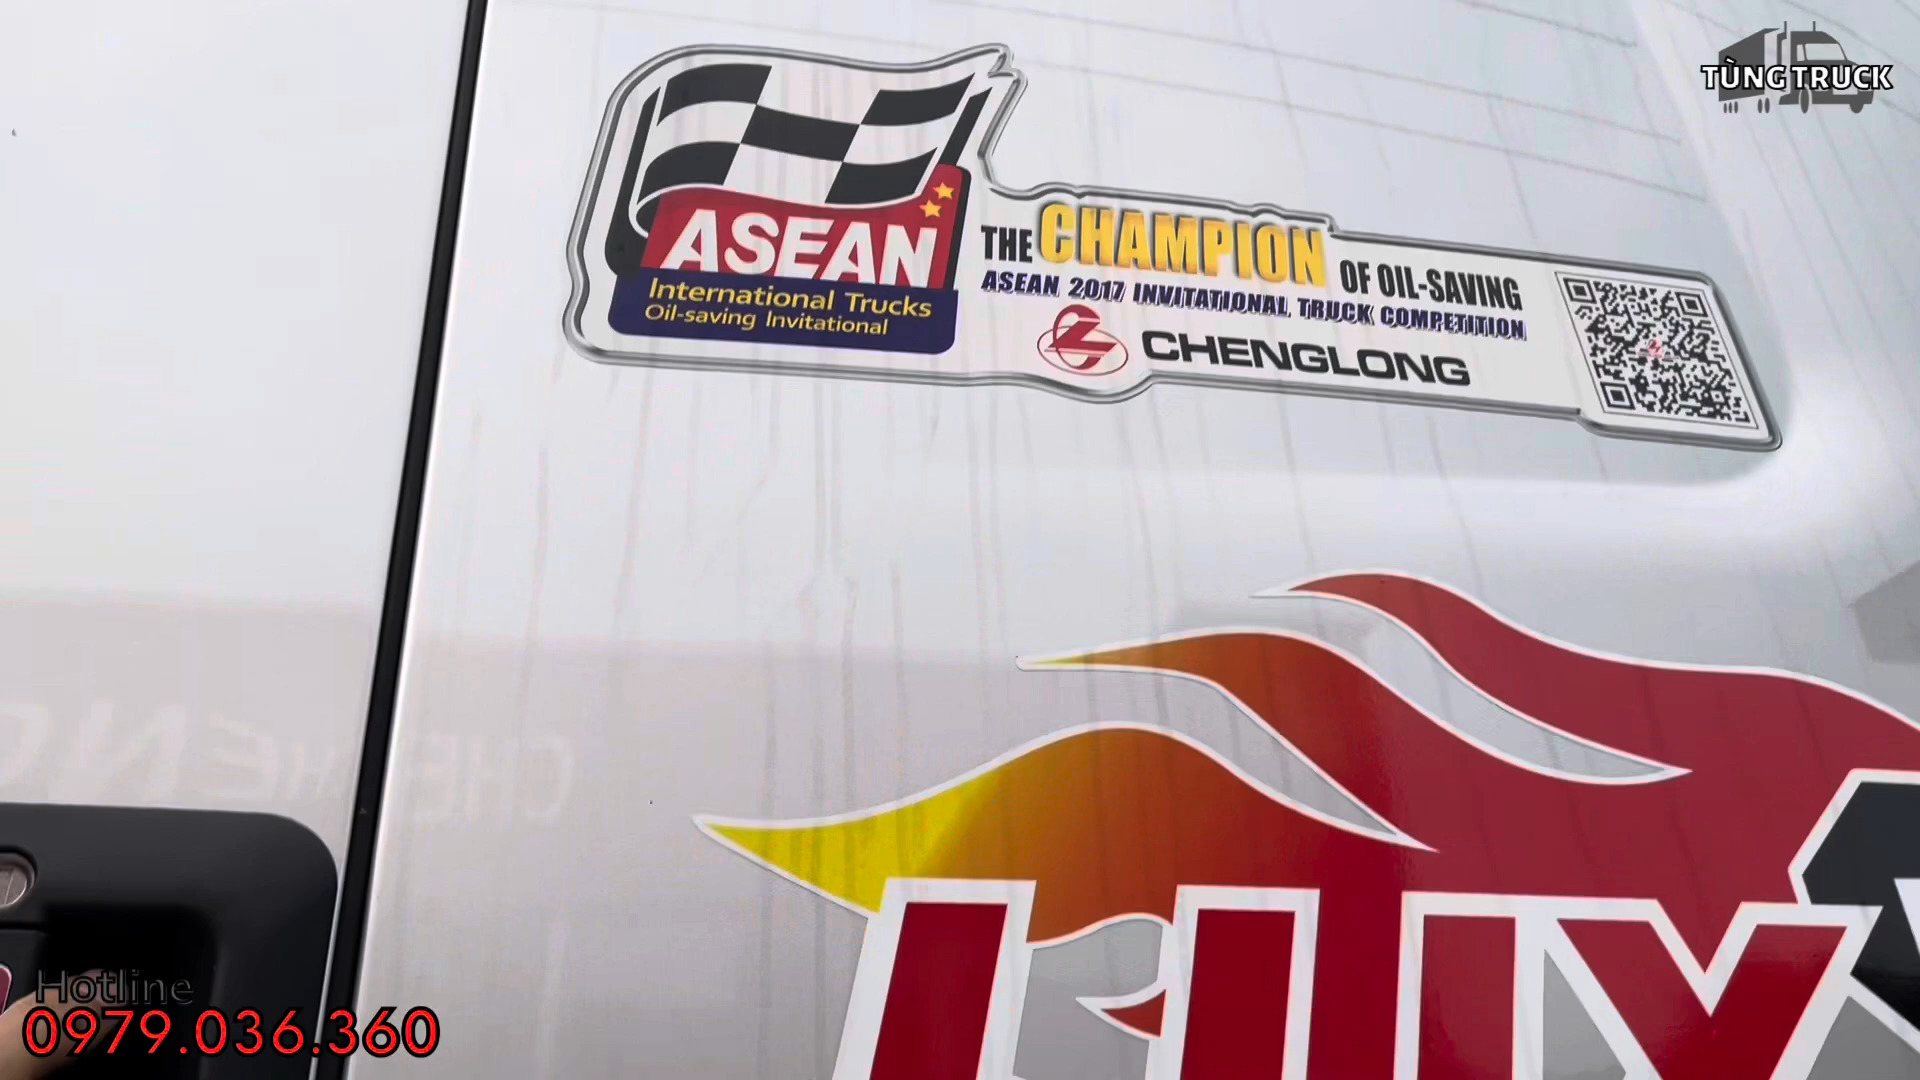 TÙNG TRUCK
ASEAN
International Trucks
Oil-saving Invitational
THE CHAMPION OF OIL-SAVING
ASEAN 2017 INVITATIONAL TRUCK COMPETITION
CHENGLONG
Hotline
0979.036.360